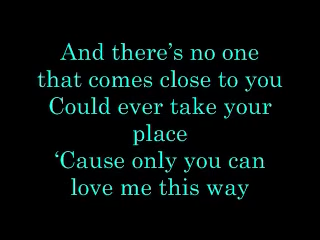 And there’s no one
that comes close to you
Could ever take your
place
‘Cause only you can
love me this way